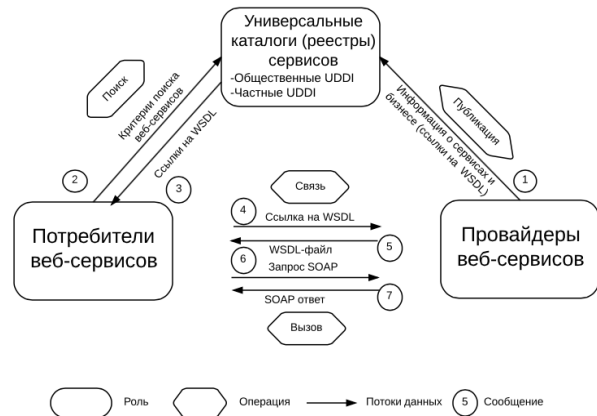 Универсальные
каталоги (реестры)
сервисов
-Общественные UDDI
-Частные UDDI
Поиск
Критерии поиска
веб-сервисов
Ссылки на WSDL
Публикация
Информация о сервисах и
бизнесе (ссылки на WSDL)
2
3
1
Связь
4
Ссылка на WSDL
Потребители
веб-сервисов
Провайдеры
веб-сервисов
WSDL-файл
5
6
Запрос SOAP
SOAP ответ
7
Вызов
Роль
Операция
Потоки данных
5
Сообщение